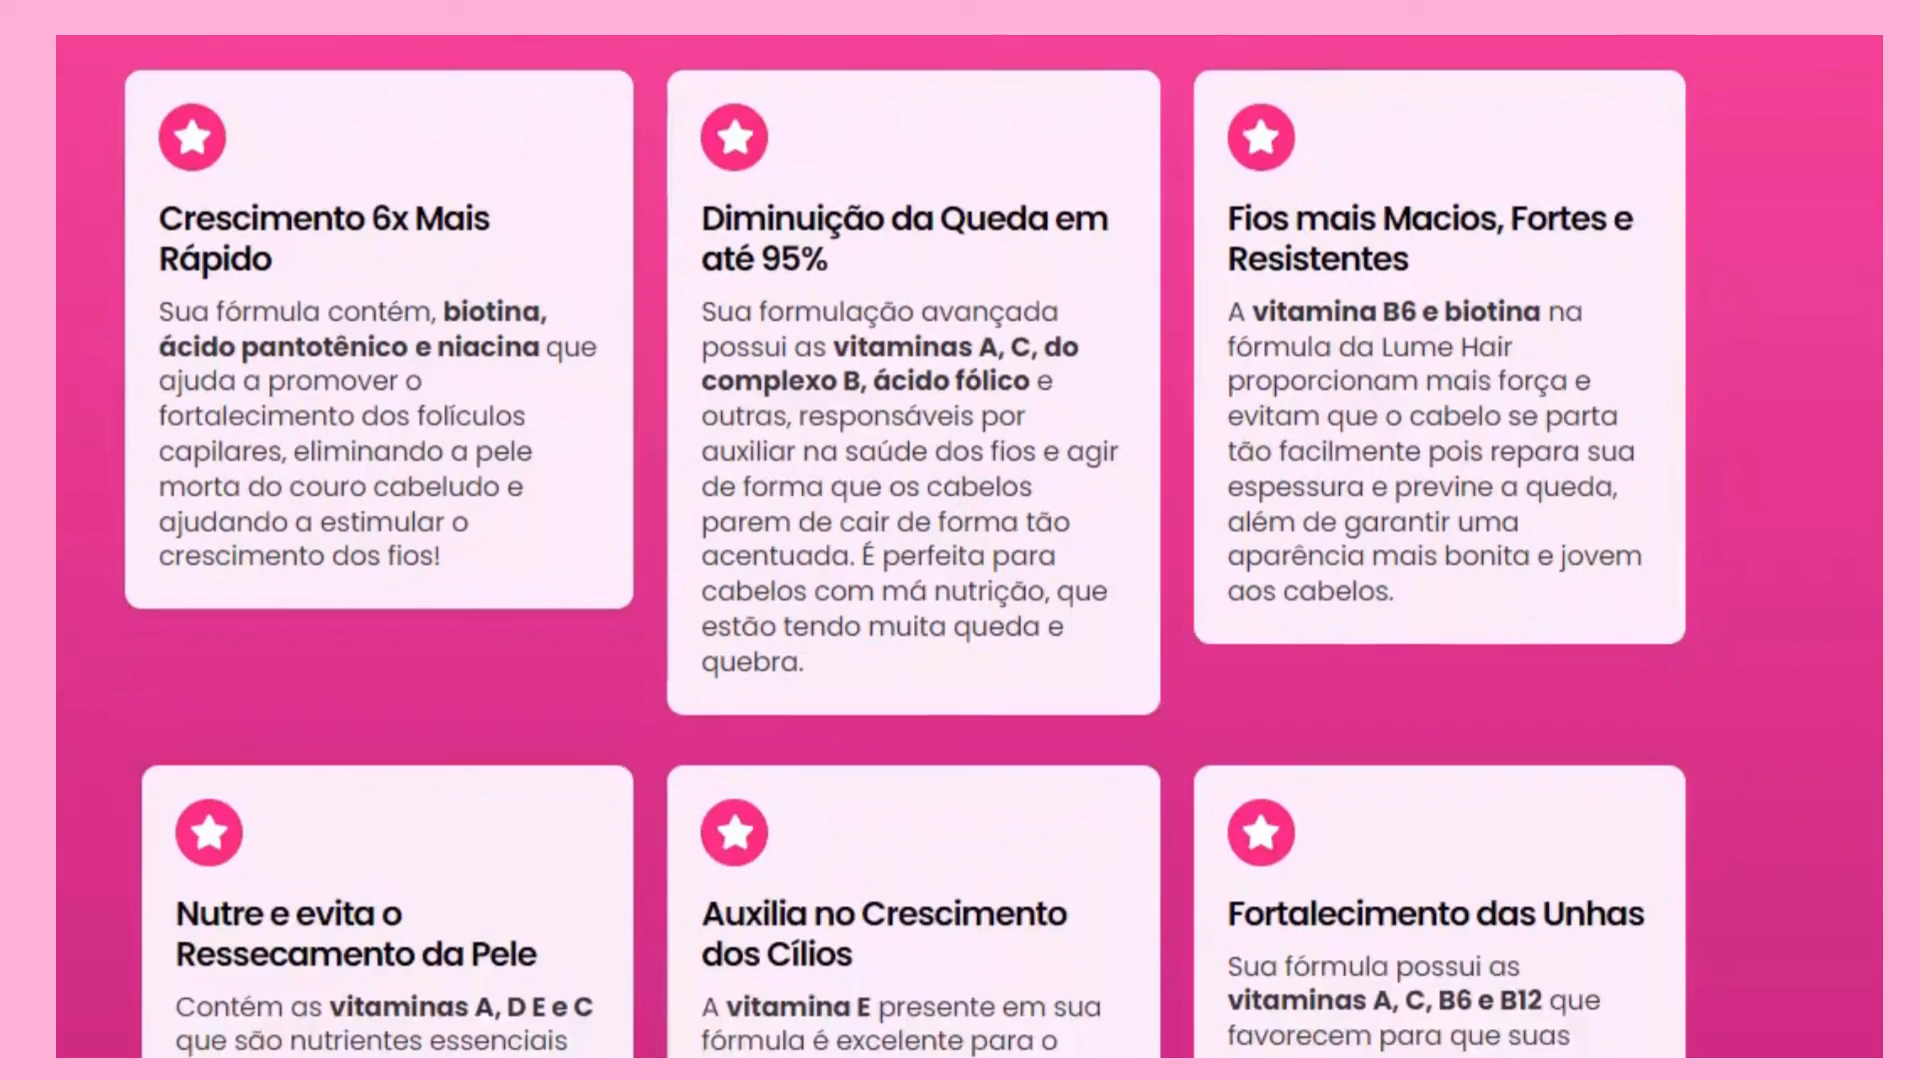 Crescimento 6x Mais
Rápido
Sua fórmula contém, biotina,
ácido pantotênico e niacina que
ajuda a promover o
fortalecimento dos folículos
capilares, eliminando a pele
morta do couro cabeludo e
ajudando a estimular o
crescimento dos fios!
Diminuição da Queda em
até 95%
Sua formulação avançada
possui as vitaminas A, C, do
complexo B, ácido fólico e
outras, responsáveis por
auxiliar na saúde dos fios e agir
de forma que os cabelos
parem de cair de forma tão
acentuada. É perfeita para
cabelos com má nutrição, que
estão tendo muita queda e
quebra.
Fios mais Macios, Fortes e
Resistentes
A vitamina B6 e biotina na
fórmula da Lume Hair
proporcionam mais força e
evitam que o cabelo se parta
tão facilmente pois repara sua
espessura e previne a queda,
além de garantir uma
aparência mais bonita e jovem
aos cabelos.
Nutre e evita o
Ressecamento da Pele
Contém as vitaminas A, D E e C
que são nutrientes essenciais
Auxilia no Crescimento
dos Cílios
A vitamina E presente em sua
fórmula é excelente para o
Fortalecimento das Unhas
Sua fórmula possui as
vitaminas A, C, B6 e B12 que
favorecem para que suas